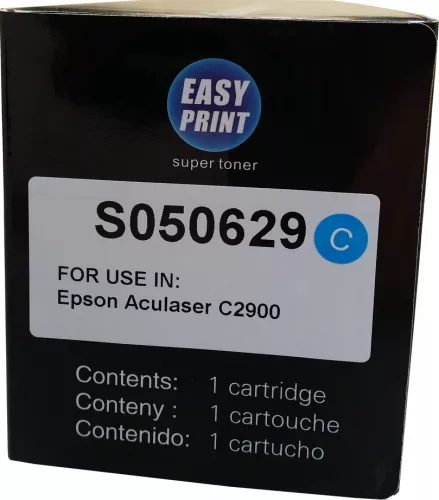 EASY
PRINT
super toner
S050629 C
FOR USE IN:
Epson Aculaser C2900
Contents: 1 cartridge
Conteny : 1 cartouche
Contenido: 1 cartucho